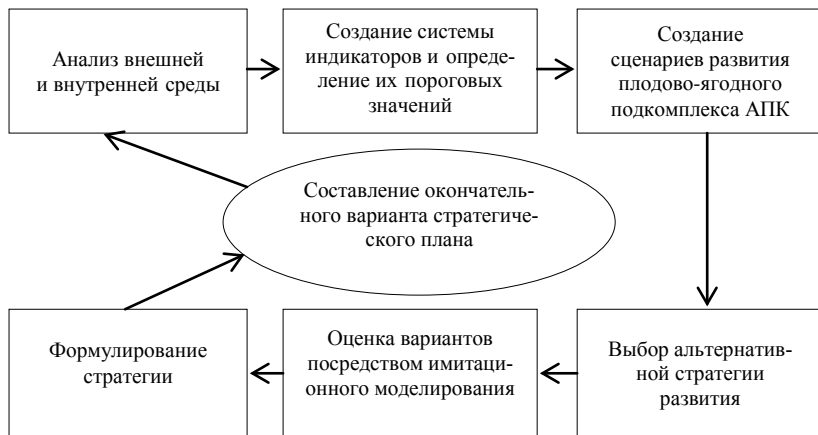 Анализ внешней
и внутренней среды
Создание системы
индикаторов и опреде-
ление их пороговых
значений
Создание
сценариев развития
плодово-ягодного
подкомплекса АПК
Составление окончатель-
ного варианта стратегиче-
ского плана
Формулирование
стратегии
Оценка вариантов
посредством имитаци-
онного моделирования
Выбор альтернатив-
ной стратегии
развития